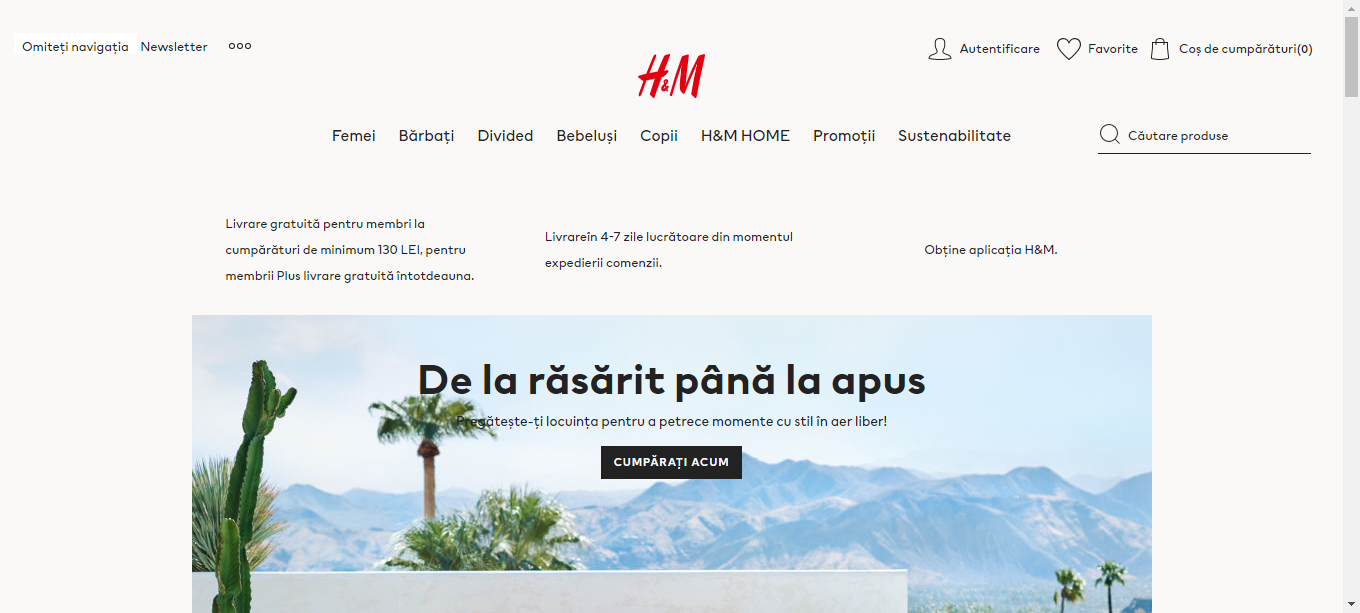 Omiteți navigația
Newsletter
Autentificare
Favorite
Coș de cumpărături(0)
H&M
Femei
Bărbați
Divided
Bebeluși
Copii
H&M HOME
Promoții
Sustenabilitate
Căutare produse
Livrare gratuită pentru membri la
cumpărături de minimum 130 LEI, pentru
membrii Plus livrare gratuită întotdeauna.
Livrareîn 4-7 zile lucrătoare din momentul
expedierii comenzii.
Obține aplicația H&M.
De la răsărit până la apus
Pregătește-ți locuința pentru a petrece momente cu stil în aer liber!
CUMPĂRAȚI ACUM